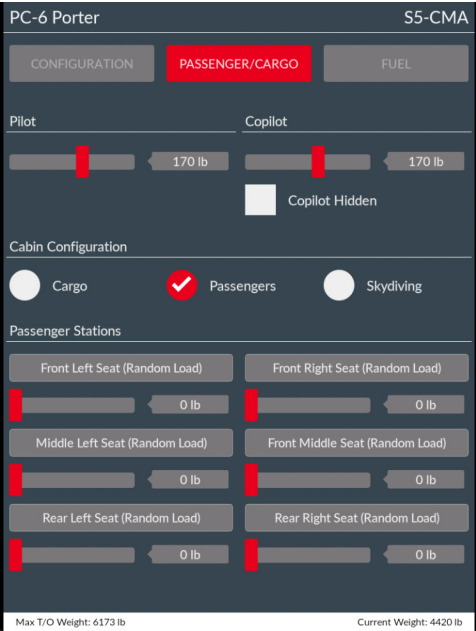 PC-6 Porter S5-CMA
CONFIGURATION PASSENGER/CARGO FUEL
Pilot Copilot
170 lb 170 lb
Copilot Hidden
Cabin Configuration
Cargo Passengers Skydiving
Passenger Stations
Front Left Seat (Random Load) Front Right Seat (Random Load)
0 lb 0 lb
Middle Left Seat (Random Load) Front Middle Seat (Random Load)
0 lb 0 lb
Rear Left Seat (Random Load) Rear Right Seat (Random Load)
0 lb 0 lb
Max T/O Weight: 6173 lb Current Weight: 4420 lb